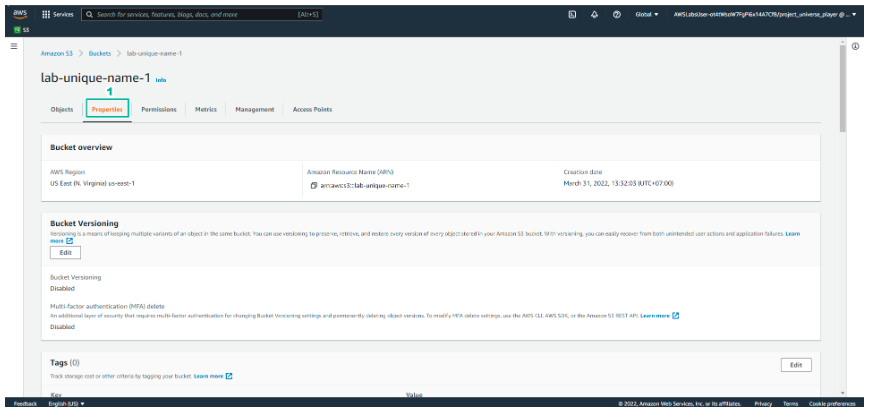 aws
Services
Search for services, features, blogs, docs, and more
[Alt+S]
Global ▼
S3
Amazon S3 > Buckets > lab-unique-name-1
lab-unique-name-1 Info
1
Objects
Properties
Permissions
Metrics
Management
Access Points
Bucket overview
AWS Region
US East (N. Virginia) us-east-1
Amazon Resource Name (ARN)
arn:aws:s3:::lab-unique-name-1
Creation date
March 31, 2022, 13:32:03 (UTC+07:00)
Bucket Versioning
Versioning is a means of keeping multiple variants of an object in the same bucket. You can use versioning to preserve, retrieve, and restore every version of every object stored in your Amazon S3 bucket. With versioning, you can easily recover from both unintended user actions and application failures. Learn
more
Edit
Bucket Versioning
Disabled
Multi-factor authentication (MFA) delete
An additional layer of security that requires multi-factor authentication for changing Bucket Versioning settings and permanently deleting object versions. To modify MFA delete settings, use the AWS CLI, AWS SDK, or the Amazon S3 REST API. Learn more
Disabled
Tags (0)
Track storage cost or other criteria by tagging your bucket. Learn more
Edit
Key
Value
Feedback
English (US) ▼
© 2022, Amazon Web Services, Inc. or its affiliates.
Privacy
Terms
Cookie preferences